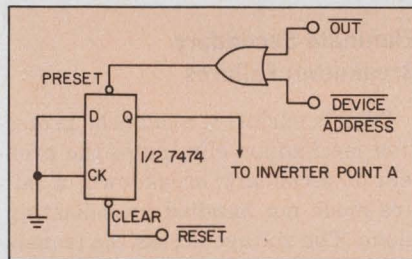 OUT
PRESET
DEVICE
ADDRESS
D Q
1/2 7474
TO INVERTER POINT A
CK
CLEAR
RESET